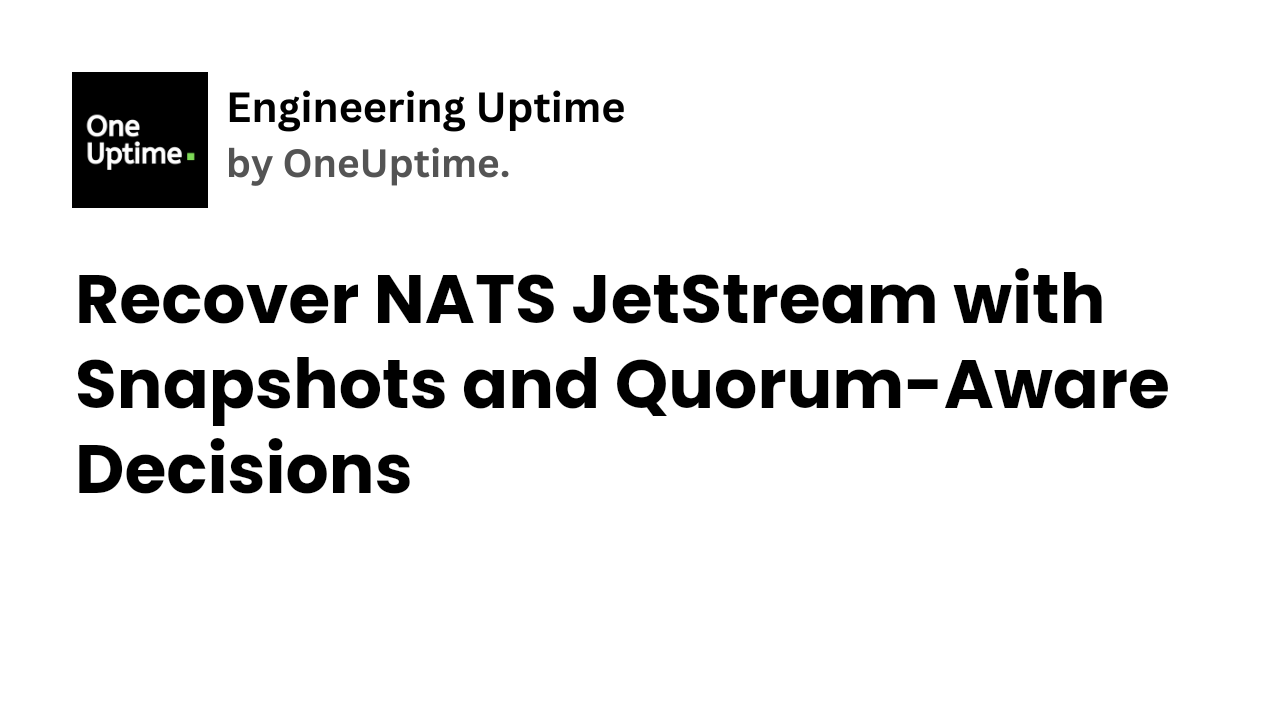 One
Uptime
Engineering Uptime
by OneUptime.
Recover NATS JetStream with
Snapshots and Quorum-Aware
Decisions